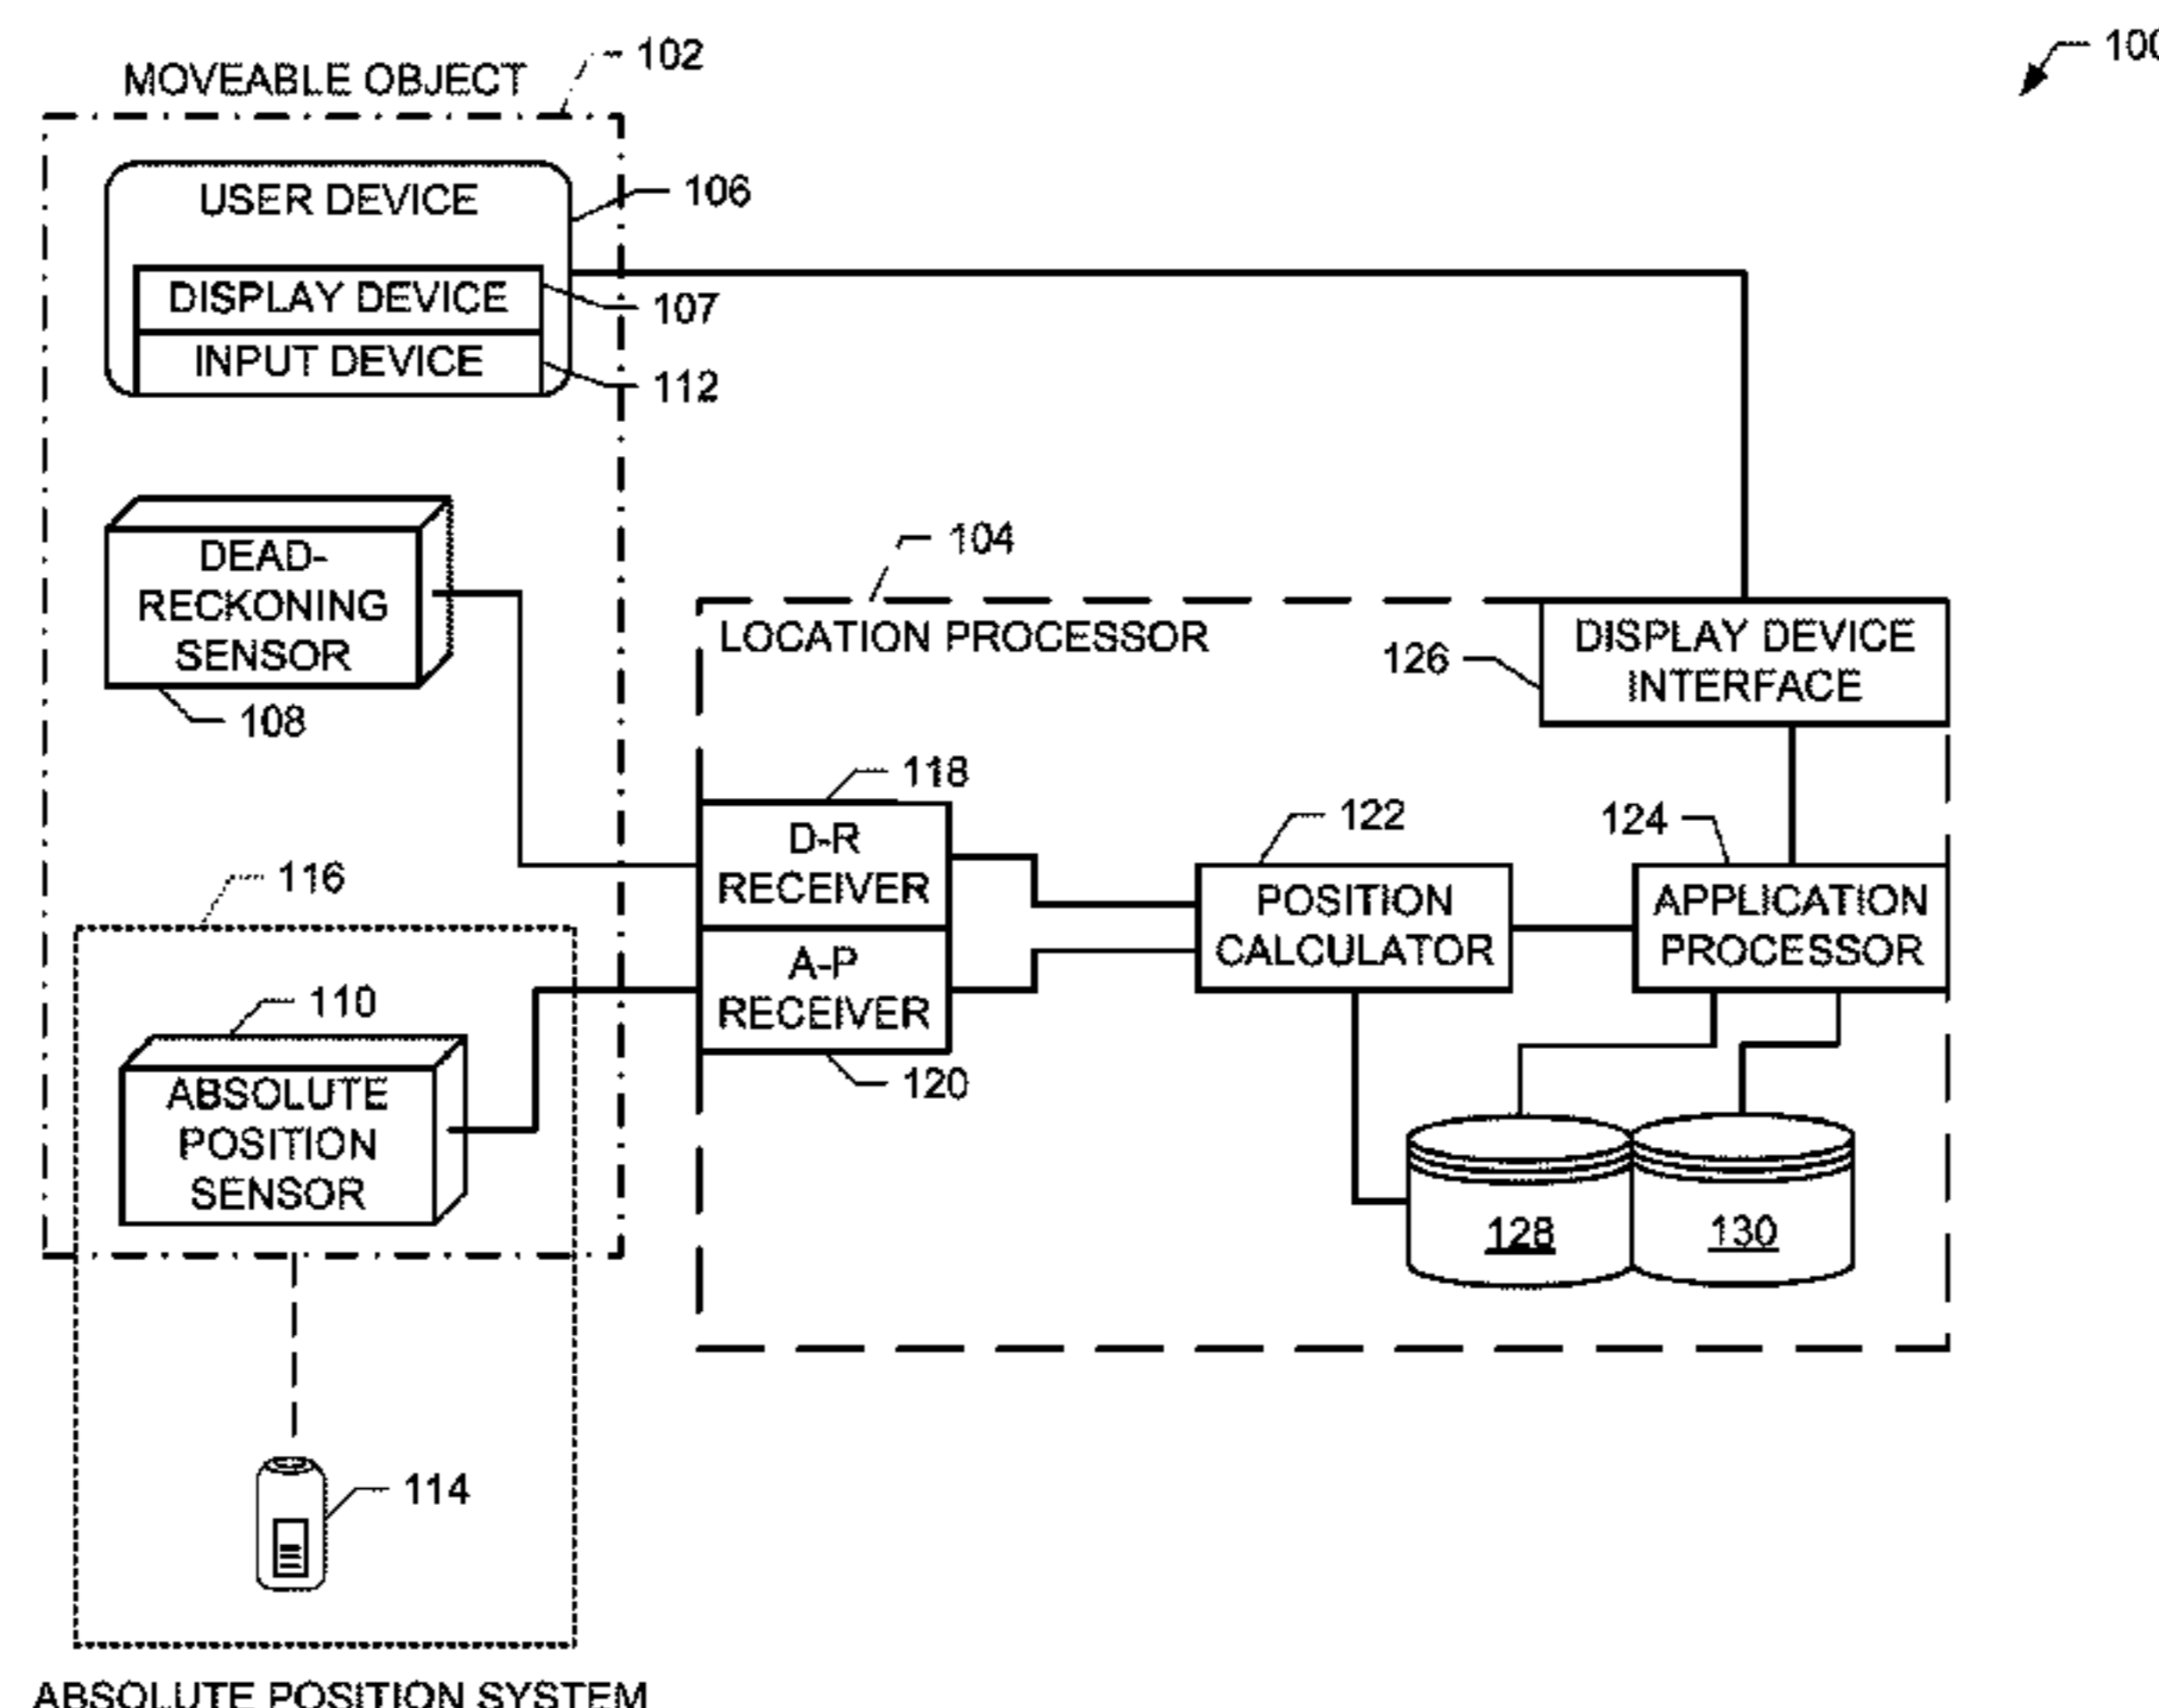 100
102
MOVEABLE OBJECT
USER DEVICE
106
DISPLAY DEVICE
107
INPUT DEVICE
112
DEAD-
RECKONING
SENSOR
108
104
LOCATION PROCESSOR
126
DISPLAY DEVICE
INTERFACE
118
D-R
RECEIVER
122
POSITION
CALCULATOR
124
APPLICATION
PROCESSOR
116
A-P
RECEIVER
120
110
ABSOLUTE
POSITION
SENSOR
128
130
114
ABSOLUTE POSITION SYSTEM